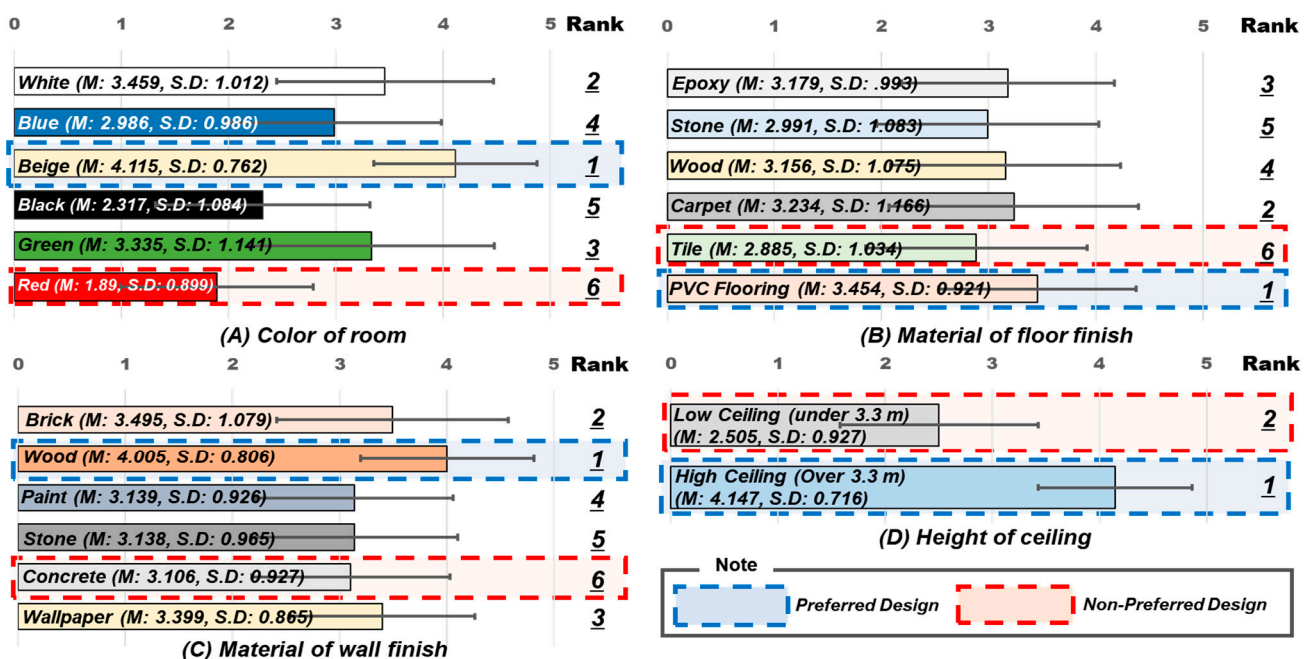 0 1 2 3 4 5 Rank
White (M: 3.459, S.D: 1.012) 2
Blue (M: 2.986, S.D: 0.986) 4
Beige (M: 4.115, S.D: 0.762) 1
Black (M: 2.317, S.D: 1.084) 5
Green (M: 3.335, S.D: 1.141) 3
Red (M: 1.89, S.D: 0.899) 6
(A) Color of room
0 1 2 3 4 5 Rank
Epoxy (M: 3.179, S.D: .993) 3
Stone (M: 2.991, S.D: 1.083) 5
Wood (M: 3.156, S.D: 1.075) 4
Carpet (M: 3.234, S.D: 1.166) 2
Tile (M: 2.885, S.D: 1.034) 6
PVC Flooring (M: 3.454, S.D: 0.921) 1
(B) Material of floor finish
0 1 2 3 4 5 Rank
Brick (M: 3.495, S.D: 1.079) 2
Wood (M: 4.005, S.D: 0.806) 1
Paint (M: 3.139, S.D: 0.926) 4
Stone (M: 3.138, S.D: 0.965) 5
Concrete (M: 3.106, S.D: 0.927) 6
Wallpaper (M: 3.399, S.D: 0.865) 3
(C) Material of wall finish
0 1 2 3 4 5 Rank
Low Ceiling (under 3.3 m)
(M: 2.505, S.D: 0.927) 2
High Ceiling (Over 3.3 m)
(M: 4.147, S.D: 0.716) 1
(D) Height of ceiling
Note
Preferred Design
Non-Preferred Design